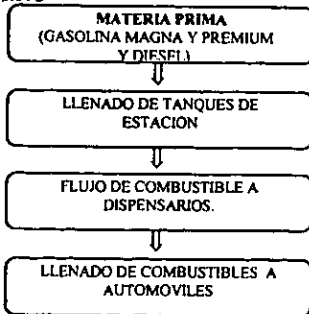 MATERIA PRIMA
(GASOLINA MAGNA Y PREMIUM
Y DIESEL)
LLENADO DE TANQUES DE
ESTACION
FLUJO DE COMBUSTIBLE A
DISPENSARIOS.
LLENADO DE COMBUSTIBLES A
AUTOMOVILES